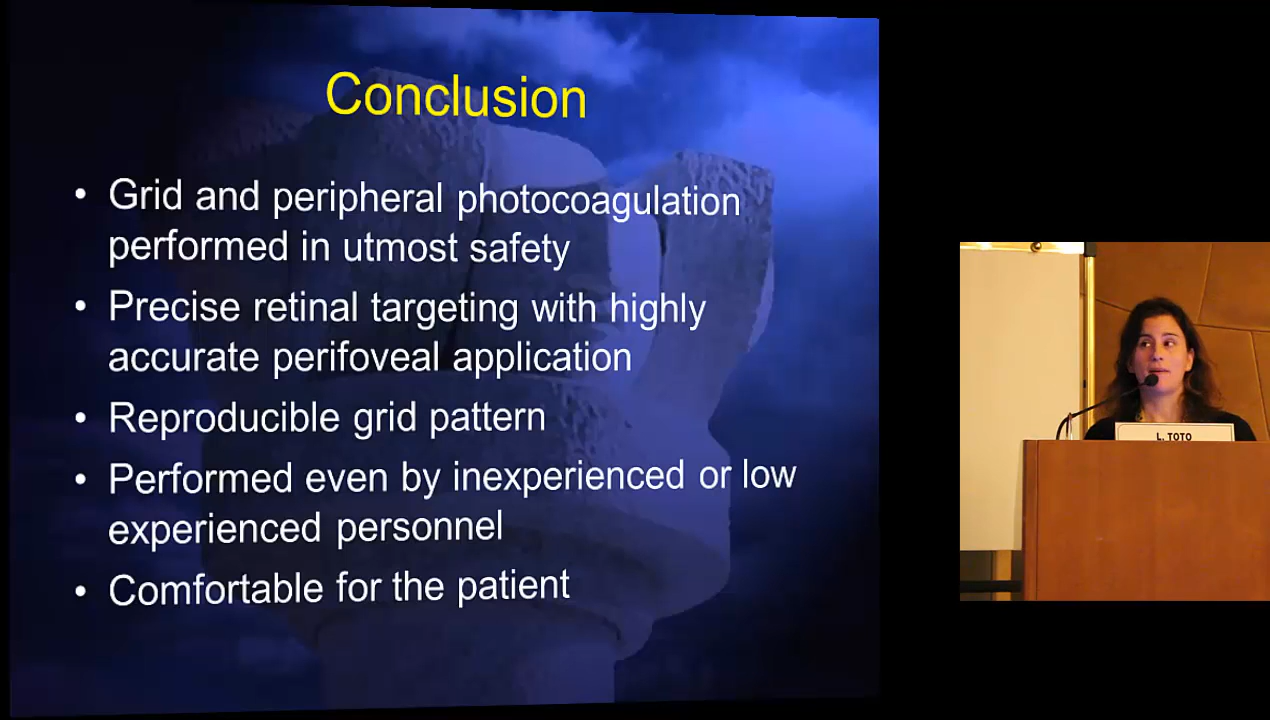 Conclusion
• Grid and peripheral photocoagulation
performed in utmost safety
• Precise retinal targeting with highly
accurate perifoveal application
• Reproducible grid pattern
• Performed even by inexperienced or low
experienced personnel
• Comfortable for the patient
L. TOTO